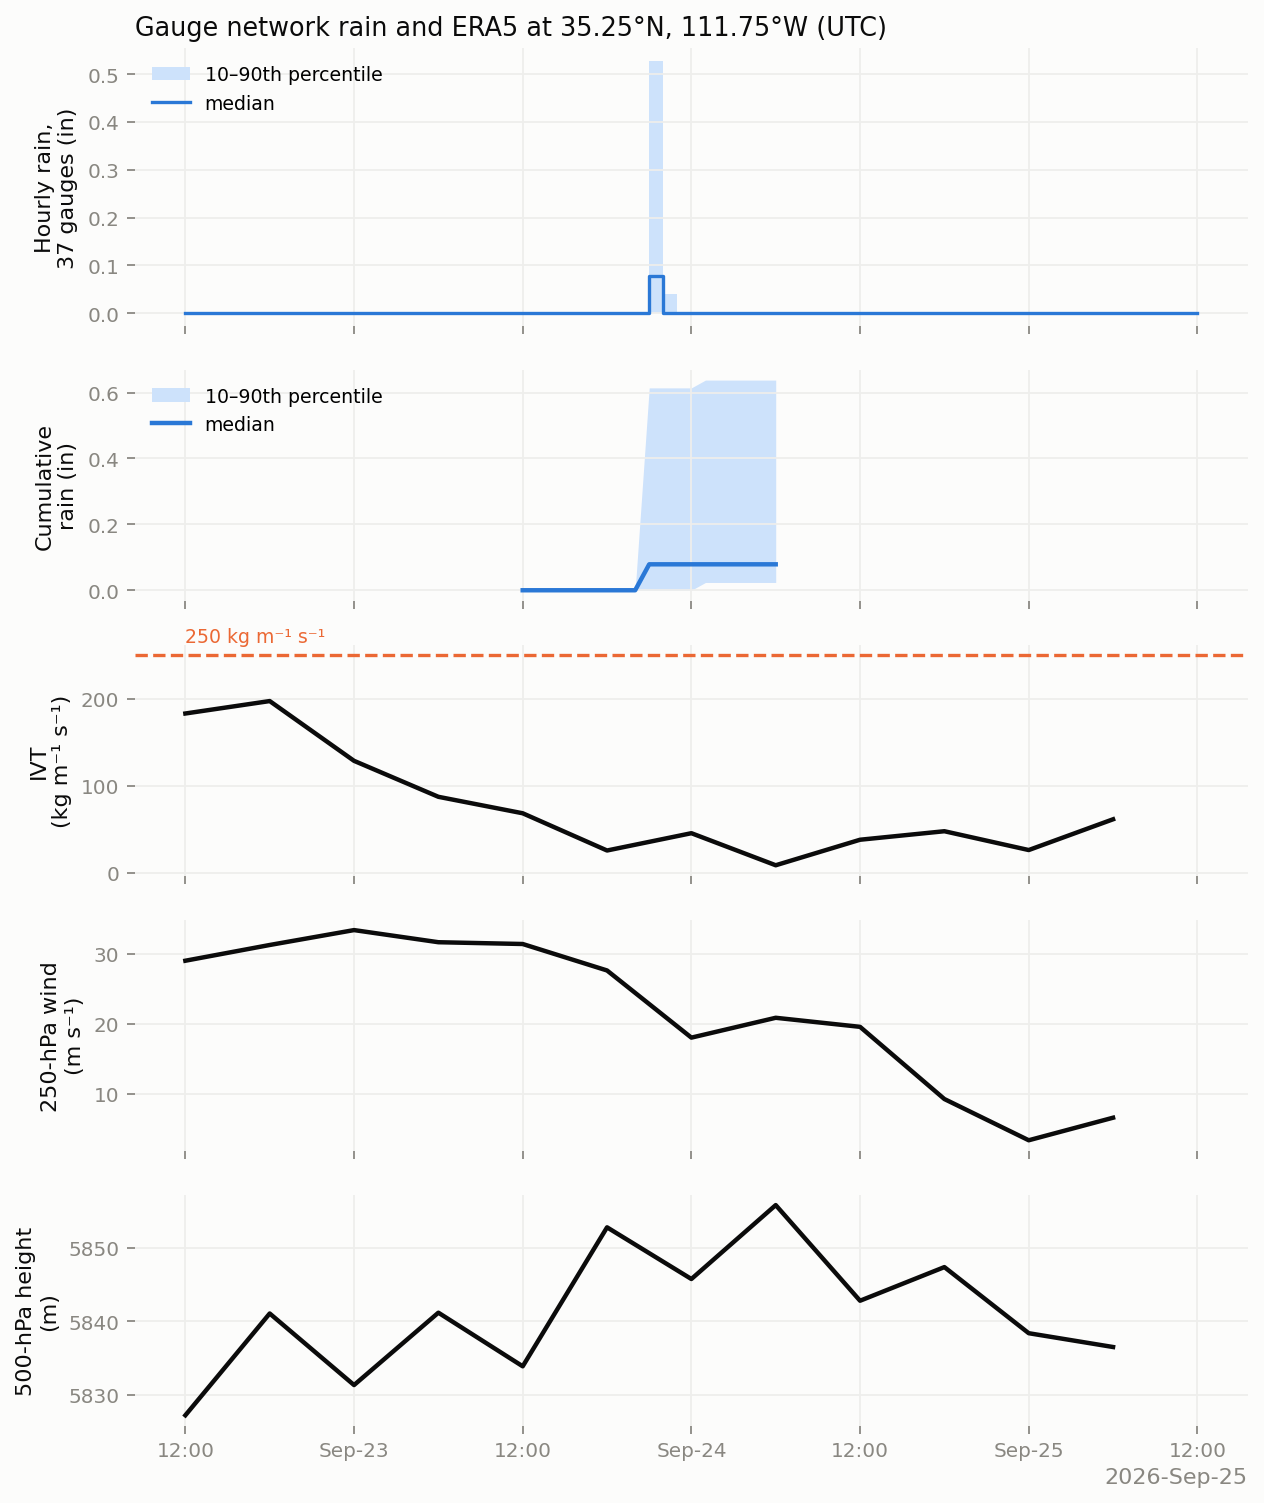 Gauge network rain and ERA5 at 35.25°N, 111.75°W (UTC)
10–90th percentile
median
Hourly rain,
37 gauges (in)
0.5
0.4
0.3
0.2
0.1
0.0
10–90th percentile
median
Cumulative
rain (in)
0.6
0.4
0.2
0.0
250 kg m⁻¹ s⁻¹
IVT
(kg m⁻¹ s⁻¹)
200
100
0
250-hPa wind
(m s⁻¹)
30
20
10
500-hPa height
(m)
5850
5840
5830
12:00 Sep-23 12:00 Sep-24 12:00 Sep-25 12:00
2026-Sep-25